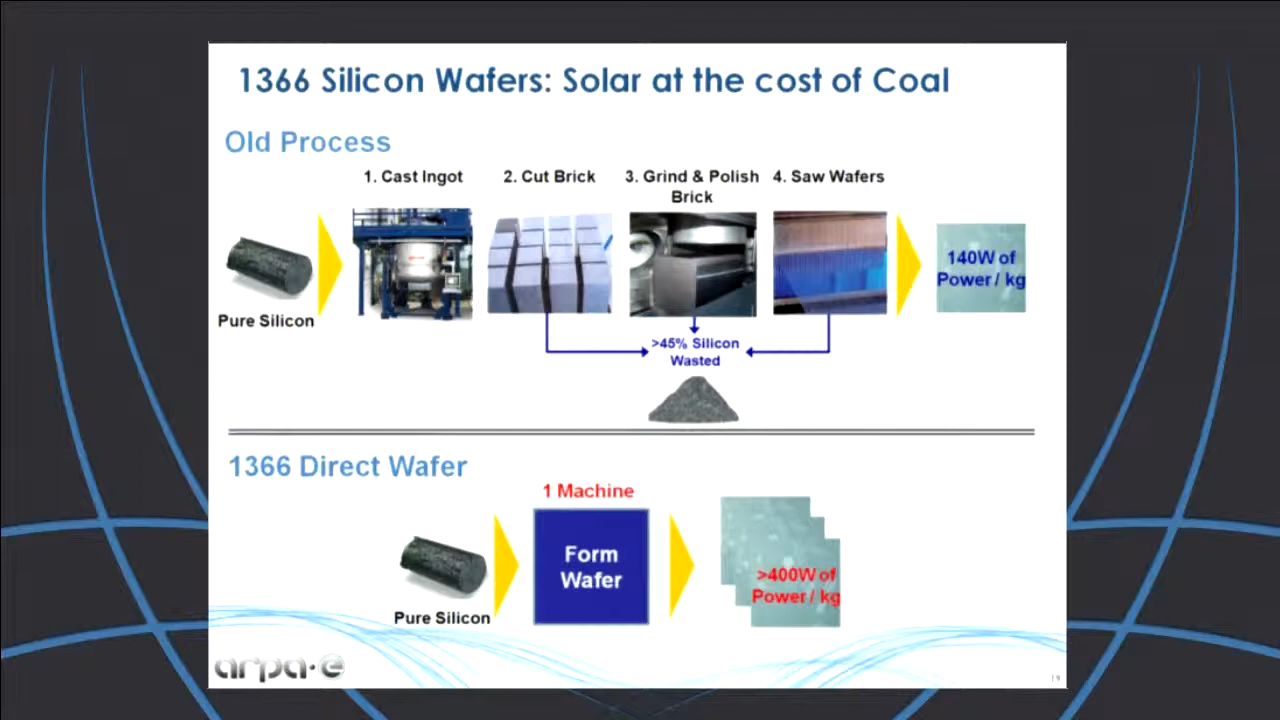 1366 Silicon Wafers: Solar at the cost of Coal
Old Process
1. Cast Ingot
2. Cut Brick
3. Grind & Polish
Brick
4. Saw Wafers
Pure Silicon
140W of
Power / kg
>45% Silicon
Wasted
1366 Direct Wafer
1 Machine
Form
Wafer
Pure Silicon
>400W of
Power / kg
arpa·e
19